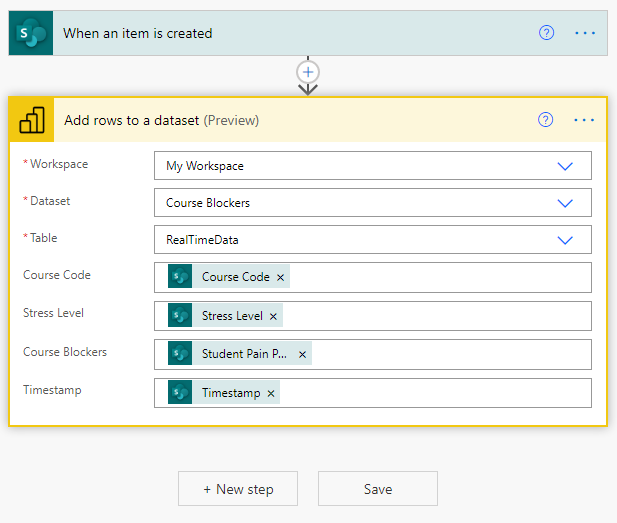 When an item is created
Add rows to a dataset (Preview)
* Workspace My Workspace
* Dataset Course Blockers
* Table RealTimeData
Course Code Course Code ×
Stress Level Stress Level ×
Course Blockers Student Pain P... ×
Timestamp Timestamp ×
+ New step Save